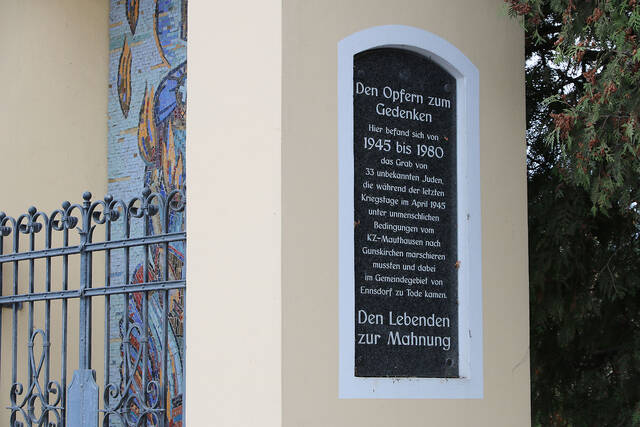 Den Opfern zum
Gedenken
Hier befand sich von
1945 bis 1980
das Grab von
33 unbekannten Juden,
die während der letzten
Kriegstage im April 1945
unter unmenschlichen
Bedingungen vom
KZ-Mauthausen nach
Gunskirchen marschieren
mussten und dabei
im Gemeindegebiet von
Ennsdorf zu Tode kamen.
Den Lebenden
zur Mahnung